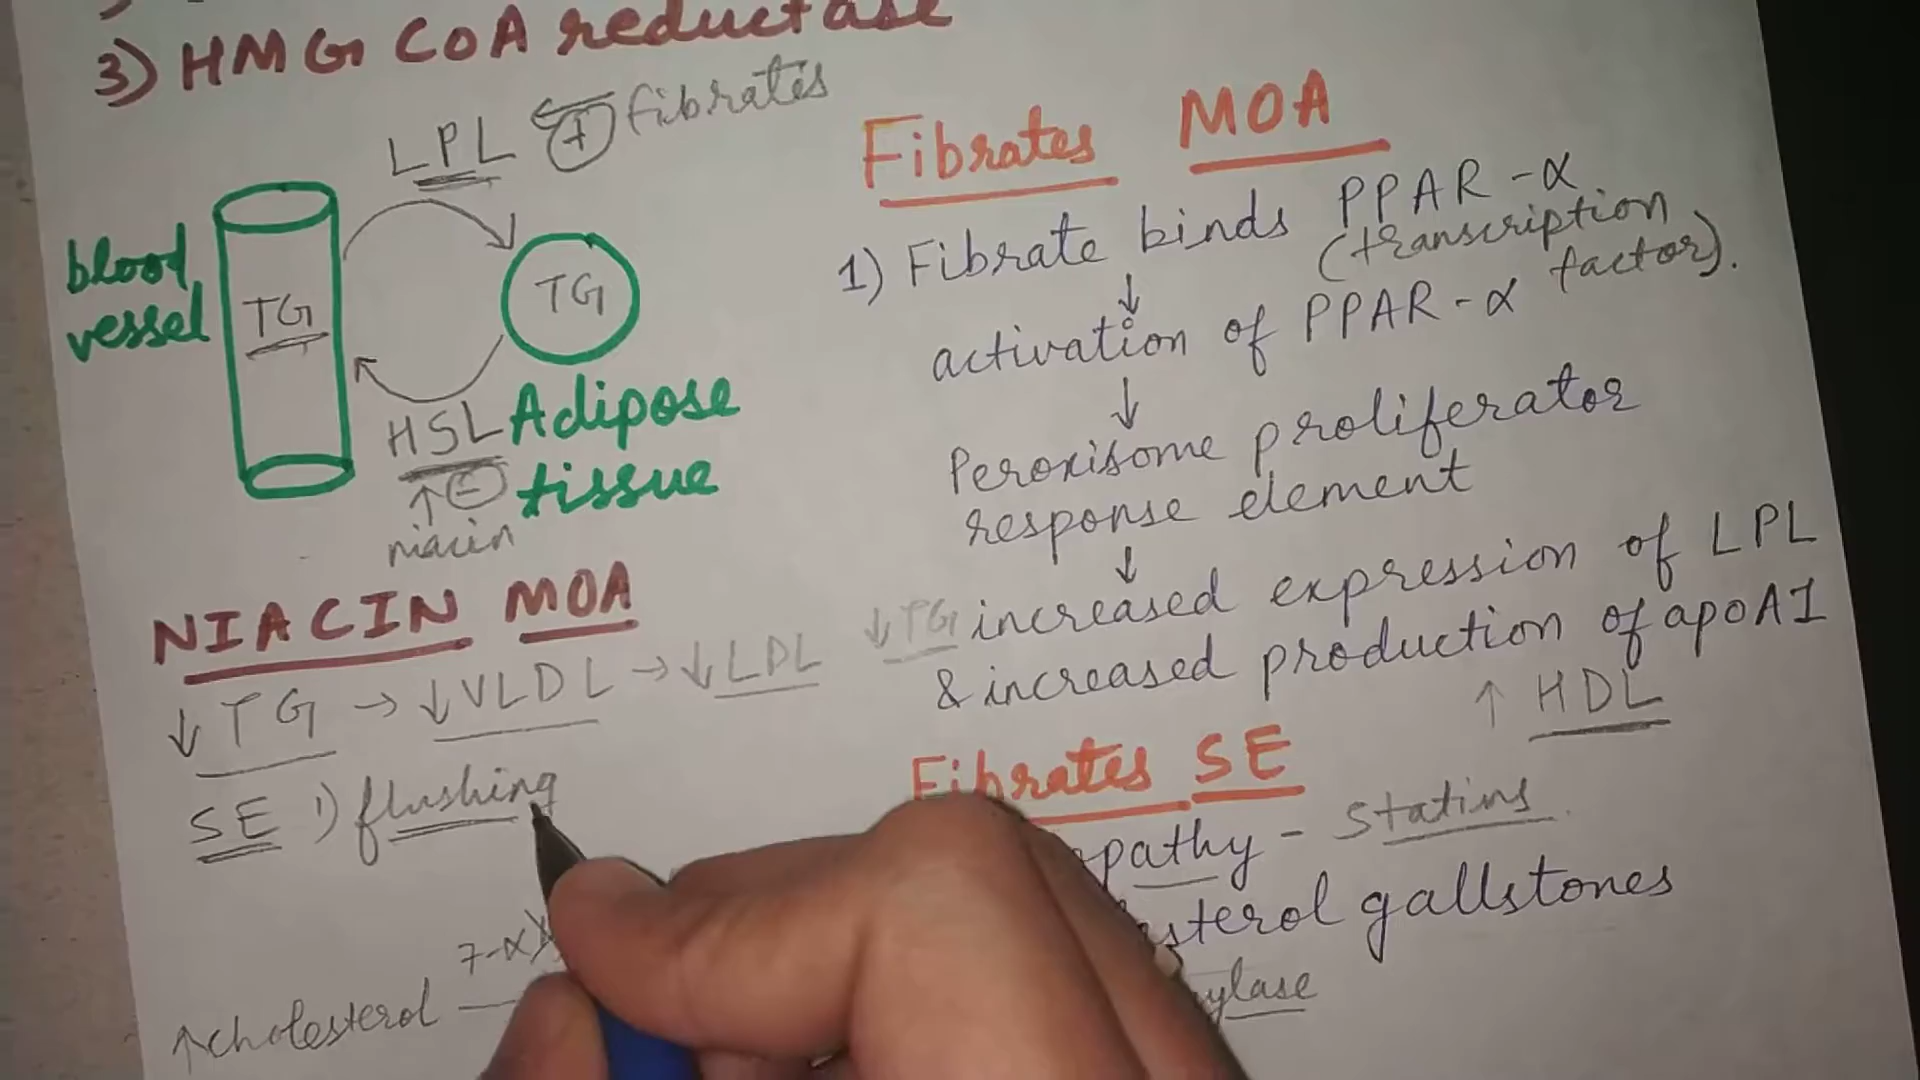 3) HMG COA reductase
LPL ← + fibrates
blood
vessel
TG
TG
HSL
Adipose
tissue
↑ -
niacin
NIACIN MOA
↓TG → ↓VLDL → ↓LDL
SE 1) flushing
7-α
↑cholesterol
Fibrates MOA
1) Fibrate binds PPAR-α
(transcription
factor).
↓
activation of PPAR-α
↓
Peroxisome proliferator
response element
↓
↓TG increased expression of LPL
& increased production of apoA1
↑ HDL
Fibrates SE
opathy - statins
sterol gallstones
ylase